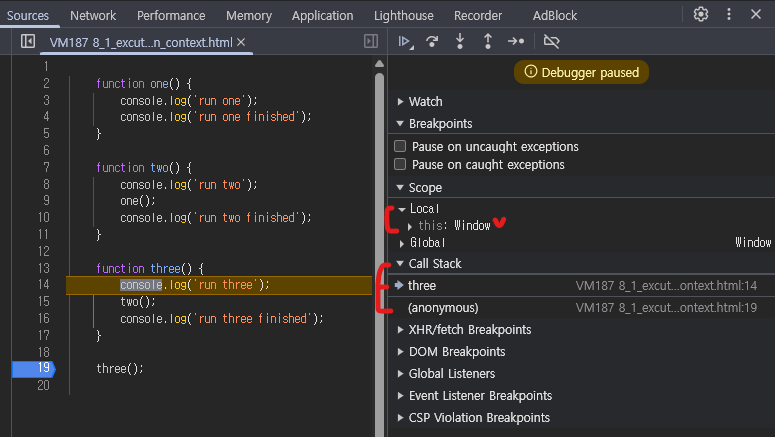 Sources Network Performance Memory Application Lighthouse Recorder AdBlock
VM187 8_1_excut…n_context.html
Debugger paused
1
2 function one() {
3 console.log('run one');
4 console.log('run one finished');
5 }
6
7 function two() {
8 console.log('run two');
9 one();
10 console.log('run two finished');
11 }
12
13 function three() {
14 console.log('run three');
15 two();
16 console.log('run three finished');
17 }
18
19 three();
20
Watch
Breakpoints
Pause on uncaught exceptions
Pause on caught exceptions
Scope
Local
this: Window
Global Window
Call Stack
three VM187 8_1_excut…ontext.html:14
(anonymous) VM187 8_1_excut…ontext.html:19
XHR/fetch Breakpoints
DOM Breakpoints
Global Listeners
Event Listener Breakpoints
CSP Violation Breakpoints